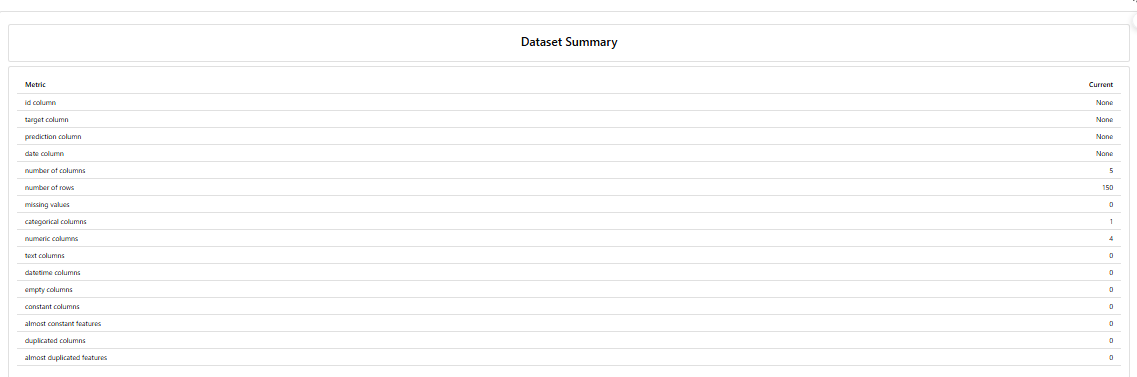 Dataset Summary
Metric Current
id column None
target column None
prediction column None
date column None
number of columns 5
number of rows 150
missing values 0
categorical columns 1
numeric columns 4
text columns 0
datetime columns 0
empty columns 0
constant columns 0
almost constant features 0
duplicated columns 0
almost duplicated features 0